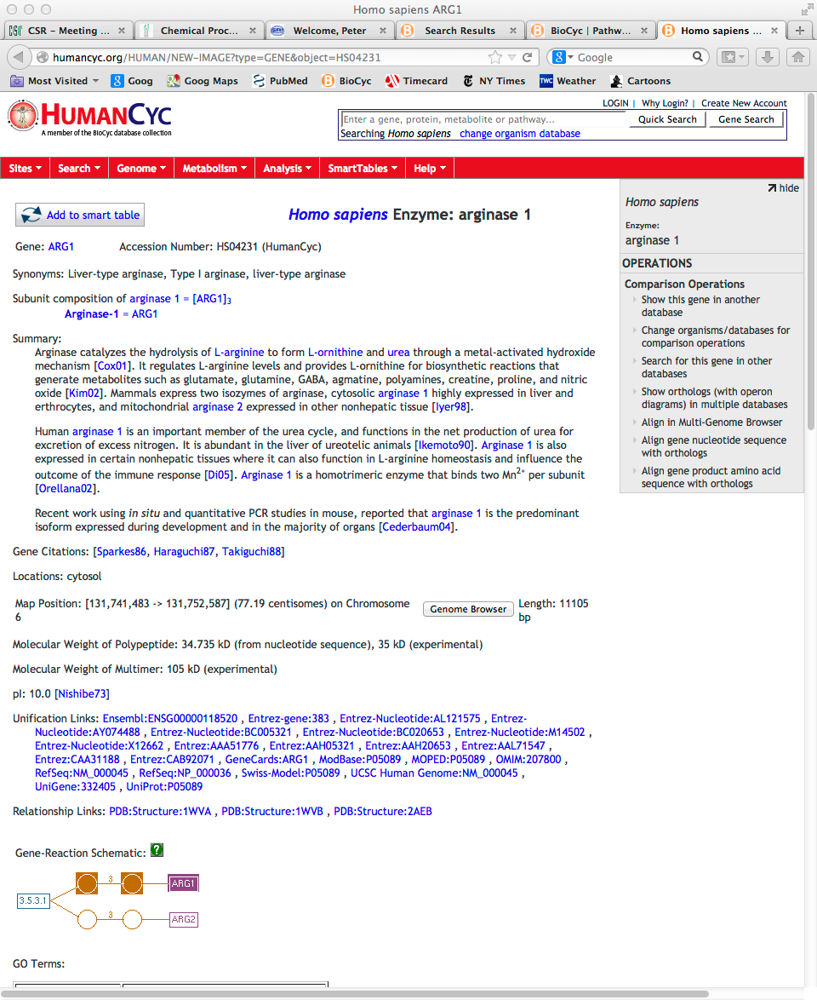 Homo sapiens ARG1
CSR – Meeting ... Chemical Proc... Welcome, Peter Search Results BioCyc | Pathw... Homo sapiens ...
humancyc.org/HUMAN/NEW-IMAGE?type=GENE&object=HS04231 Google
Most Visited Goog Goog Maps PubMed BioCyc Timecard NY Times Weather Cartoons
LOGIN | Why Login? | Create New Account
HUMANCYC
A member of the BioCyc database collection
Enter a gene, protein, metabolite or pathway... Quick Search Gene Search
Searching Homo sapiens change organism database
Sites Search Genome Metabolism Analysis SmartTables Help
hide
Homo sapiens
Enzyme:
arginase 1
OPERATIONS
Comparison Operations
Show this gene in another
database
Change organisms/databases for
comparison operations
Search for this gene in other
databases
Show orthologs (with operon
diagrams) in multiple databases
Align in Multi-Genome Browser
Align gene nucleotide sequence
with orthologs
Align gene product amino acid
sequence with orthologs
Add to smart table
Homo sapiens Enzyme: arginase 1
Gene: ARG1 Accession Number: HS04231 (HumanCyc)
Synonyms: Liver-type arginase, Type I arginase, liver-type arginase
Subunit composition of arginase 1 = [ARG1]3
Arginase-1 = ARG1
Summary:
Arginase catalyzes the hydrolysis of L-arginine to form L-ornithine and urea through a metal-activated hydroxide
mechanism [Cox01]. It regulates L-arginine levels and provides L-ornithine for biosynthetic reactions that
generate metabolites such as glutamate, glutamine, GABA, agmatine, polyamines, creatine, proline, and nitric
oxide [Kim02]. Mammals express two isozymes of arginase, cytosolic arginase 1 highly expressed in liver and
erthrocytes, and mitochondrial arginase 2 expressed in other nonhepatic tissue [Iyer98].
Human arginase 1 is an important member of the urea cycle, and functions in the net production of urea for
excretion of excess nitrogen. It is abundant in the liver of ureotelic animals [Ikemoto90]. Arginase 1 is also
expressed in certain nonhepatic tissues where it can also function in L-arginine homeostasis and influence the
outcome of the immune response [Di05]. Arginase 1 is a homotrimeric enzyme that binds two Mn2+ per subunit
[Orellana02].
Recent work using in situ and quantitative PCR studies in mouse, reported that arginase 1 is the predominant
isoform expressed during development and in the majority of organs [Cederbaum04].
Gene Citations: [Sparkes86, Haraguchi87, Takiguchi88]
Locations: cytosol
Map Position: [131,741,483 -> 131,752,587] (77.19 centisomes) on Chromosome
6
Genome Browser
Length: 11105
bp
Molecular Weight of Polypeptide: 34.735 kD (from nucleotide sequence), 35 kD (experimental)
Molecular Weight of Multimer: 105 kD (experimental)
pI: 10.0 [Nishibe73]
Unification Links: Ensembl:ENSG00000118520 , Entrez-gene:383 , Entrez-Nucleotide:AL121575 , Entrez-
Nucleotide:AY074488 , Entrez-Nucleotide:BC005321 , Entrez-Nucleotide:BC020653 , Entrez-Nucleotide:M14502 ,
Entrez-Nucleotide:X12662 , Entrez:AAA51776 , Entrez:AAH05321 , Entrez:AAH20653 , Entrez:AAL71547 ,
Entrez:CAA31188 , Entrez:CAB92071 , GeneCards:ARG1 , ModBase:P05089 , MOPED:P05089 , OMIM:207800 ,
RefSeq:NM_000045 , RefSeq:NP_000036 , Swiss-Model:P05089 , UCSC Human Genome:NM_000045 ,
UniGene:332405 , UniProt:P05089
Relationship Links: PDB:Structure:1WVA , PDB:Structure:1WVB , PDB:Structure:2AEB
Gene-Reaction Schematic: ?
3 ARG1
3.5.3.1
3 ARG2
GO Terms: